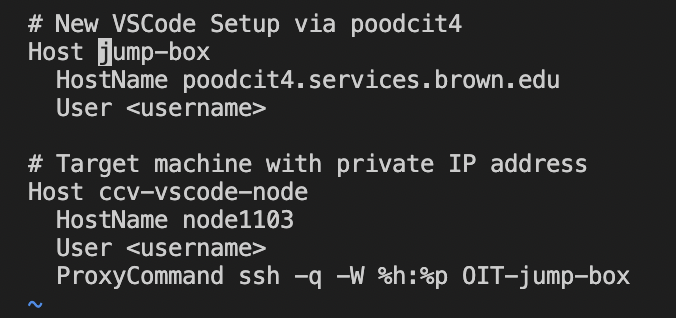 # New VSCode Setup via poodcit4
Host jump-box
  HostName poodcit4.services.brown.edu
  User <username>

# Target machine with private IP address
Host ccv-vscode-node
  HostName node1103
  User <username>
  ProxyCommand ssh -q -W %h:%p OIT-jump-box
~